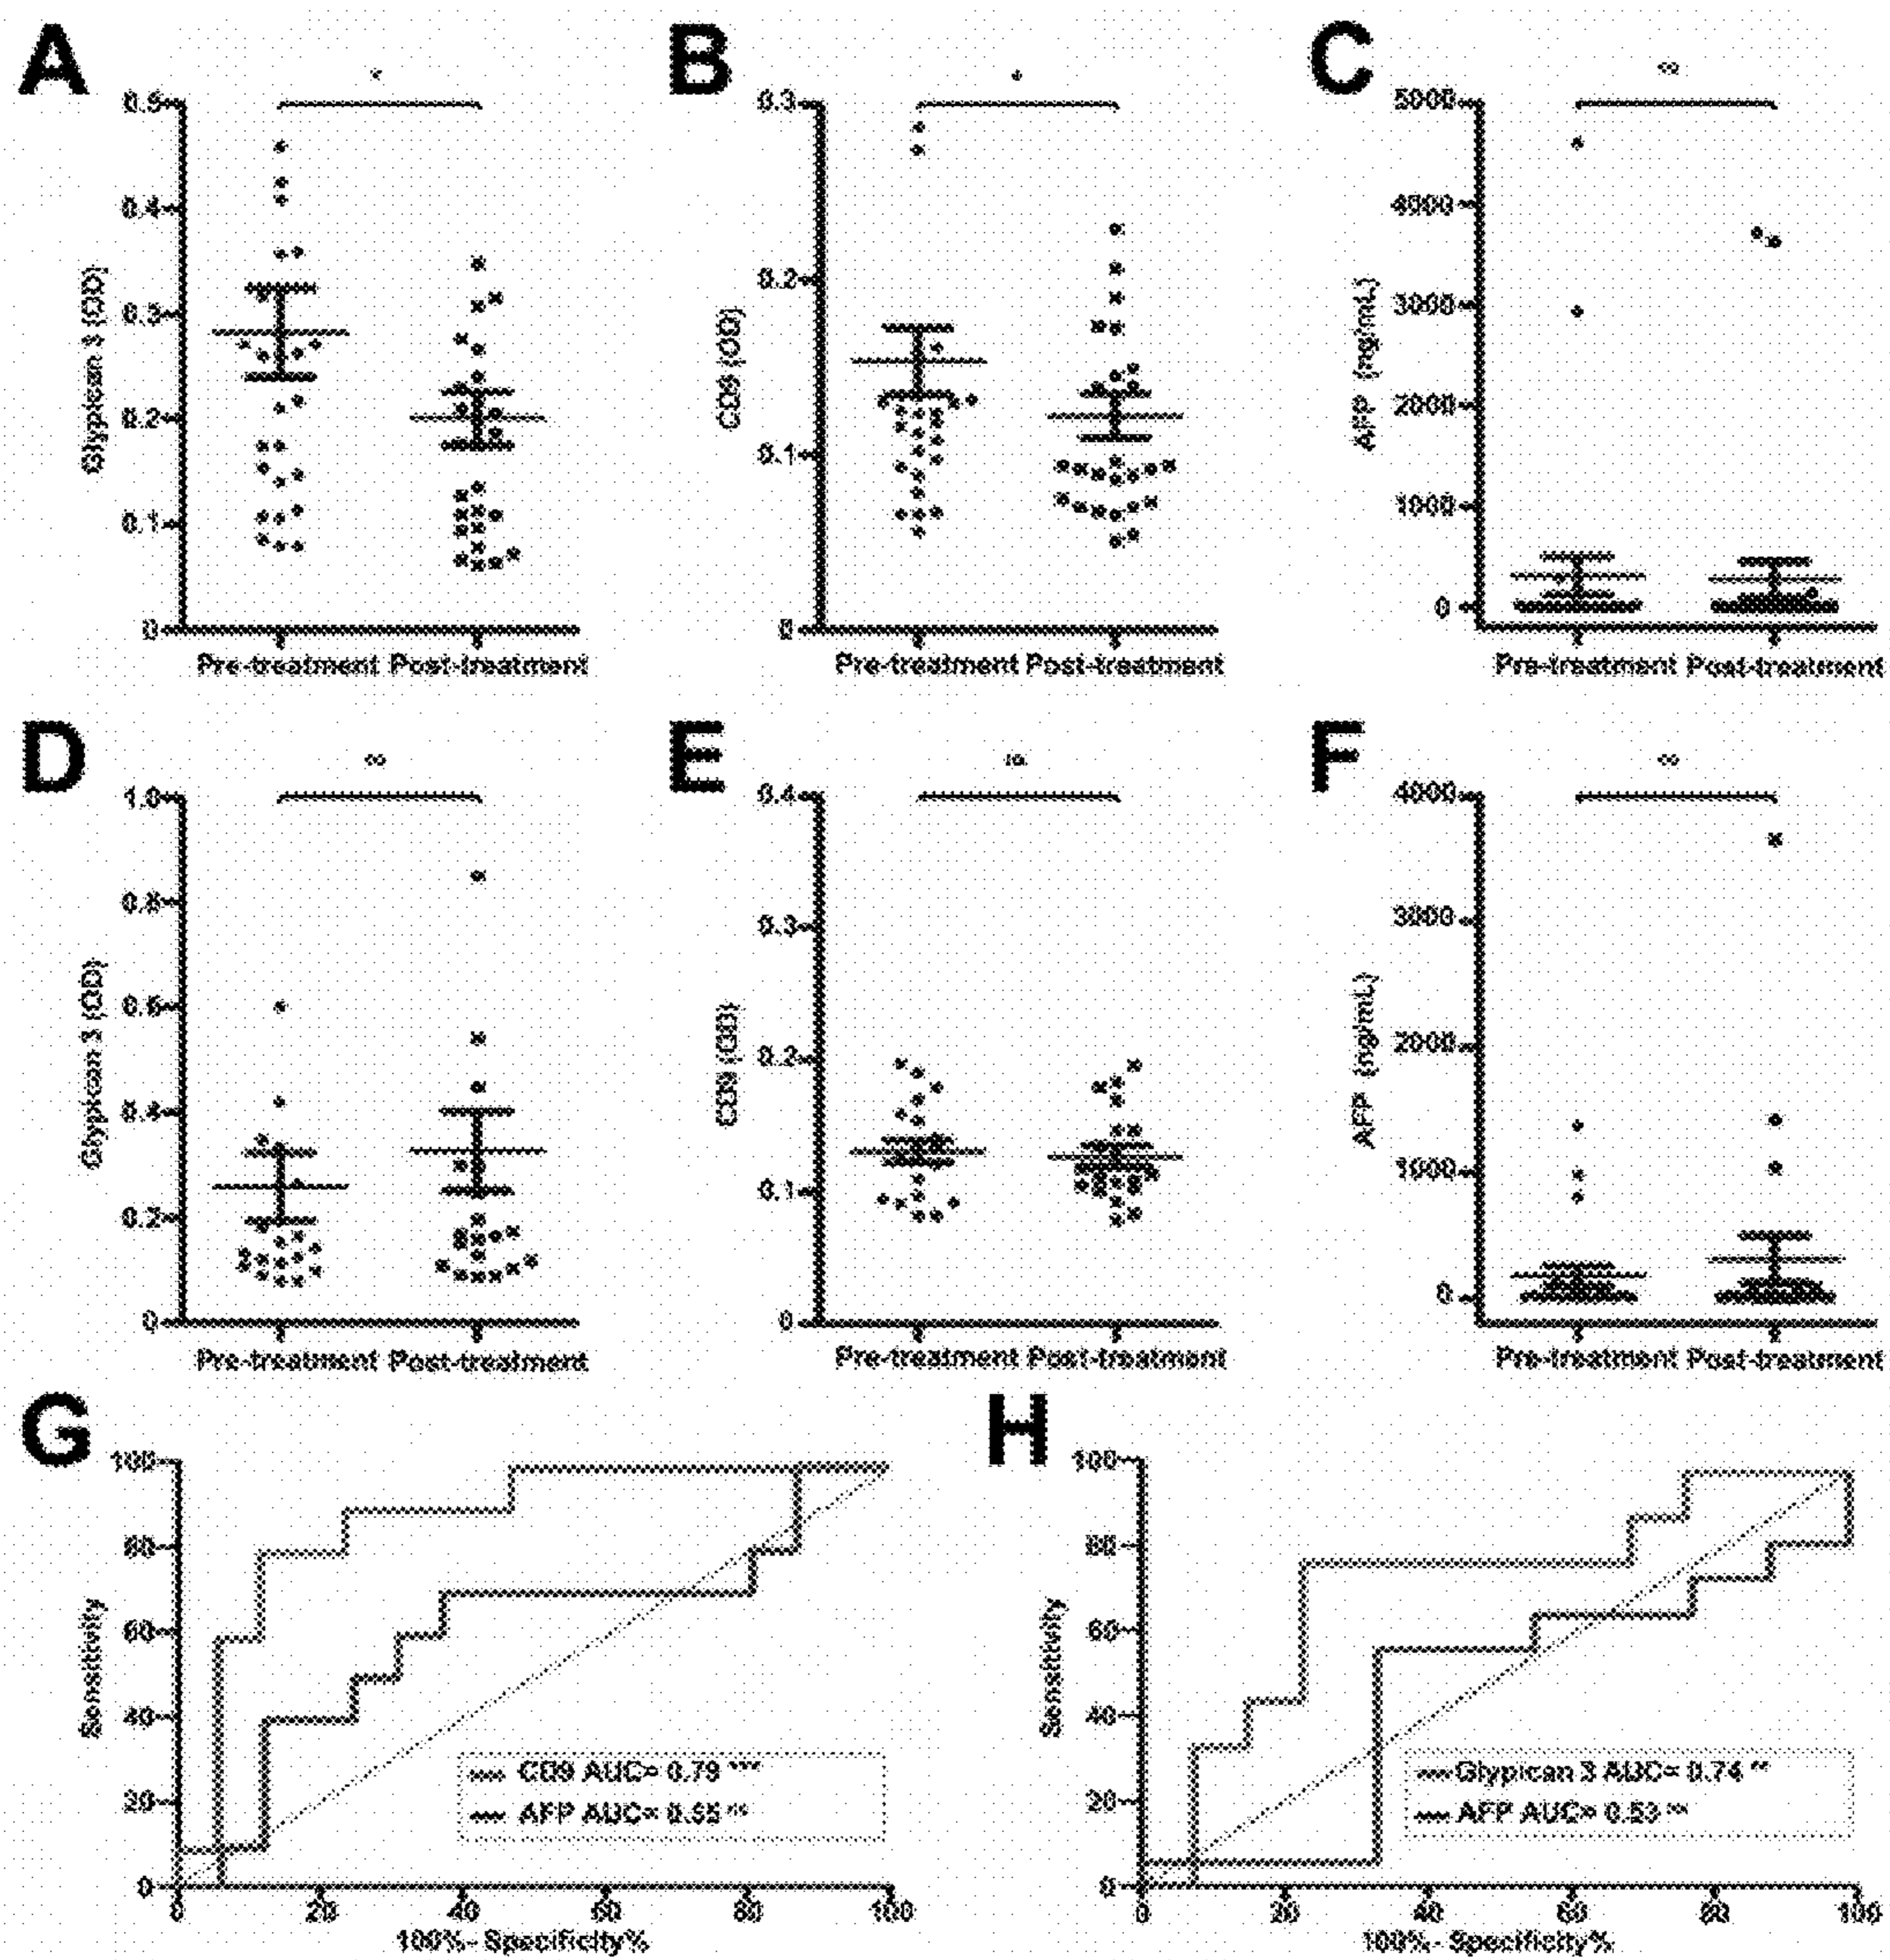 A
*
0.5
0.4
0.3
0.2
0.1
0
Glypican 3 (OD)
Pre-treatment Post-treatment
B
*
0.3
0.2
0.1
0
CD9 (OD)
Pre-treatment Post-treatment
C
ns
5000
4000
3000
2000
1000
0
AFP (ng/mL)
Pre-treatment Post-treatment
D
ns
1.0
0.8
0.6
0.4
0.2
0
Glypican 3 (OD)
Pre-treatment Post-treatment
E
ns
0.4
0.3
0.2
0.1
0
CD9 (OD)
Pre-treatment Post-treatment
F
ns
4000
3000
2000
1000
0
AFP (ng/mL)
Pre-treatment Post-treatment
G
100
80
60
40
20
0
Sensitivity
CD9 AUC= 0.79 ***
AFP AUC= 0.55 ns
0 20 40 60 80 100
100%- Specificity%
H
100
80
60
40
20
0
Sensitivity
Glypican 3 AUC= 0.74 **
AFP AUC= 0.53 ns
0 20 40 60 80 100
100%- Specificity%